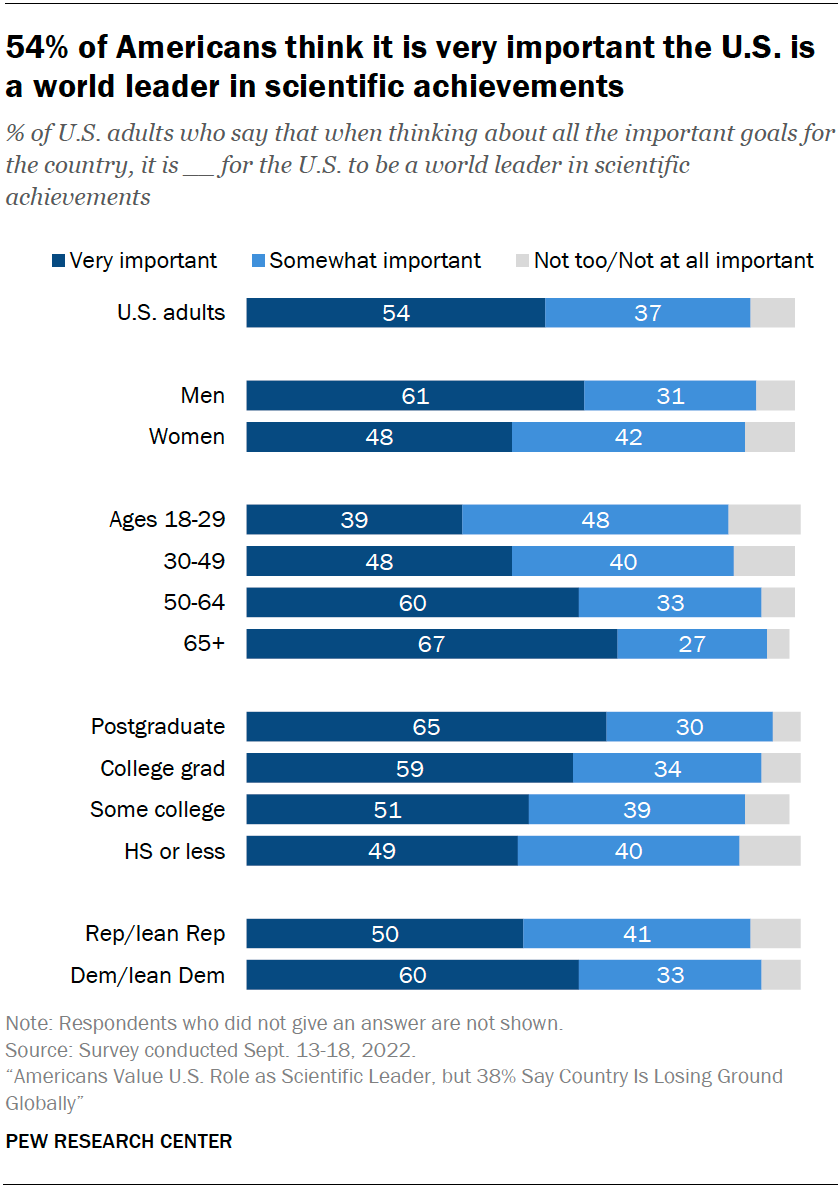 54% of Americans think it is very important the U.S. is
a world leader in scientific achievements
% of U.S. adults who say that when thinking about all the important goals for
the country, it is __ for the U.S. to be a world leader in scientific
achievements
Very important Somewhat important Not too/Not at all important
U.S. adults 54 37
Men 61 31
Women 48 42
Ages 18-29 39 48
30-49 48 40
50-64 60 33
65+ 67 27
Postgraduate 65 30
College grad 59 34
Some college 51 39
HS or less 49 40
Rep/lean Rep 50 41
Dem/lean Dem 60 33
Note: Respondents who did not give an answer are not shown.
Source: Survey conducted Sept. 13-18, 2022.
“Americans Value U.S. Role as Scientific Leader, but 38% Say Country Is Losing Ground
Globally”
PEW RESEARCH CENTER